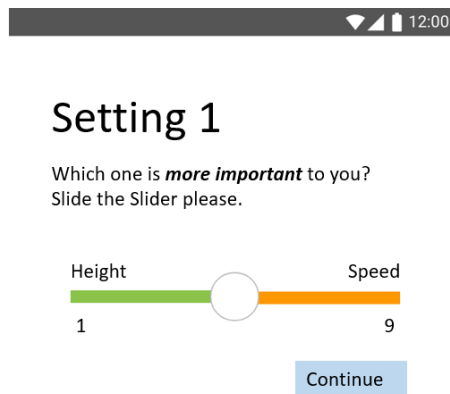 12:00
Setting 1
Which one is more important to you?
Slide the Slider please.
Height Speed
1 9
Continue